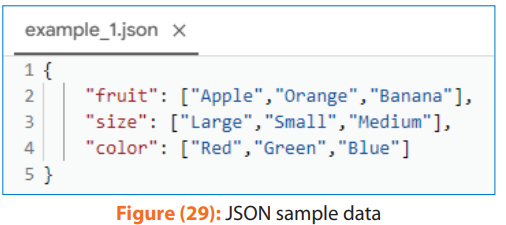 example_1.json ×
1 {
2 "fruit": ["Apple","Orange","Banana"],
3 "size": ["Large","Small","Medium"],
4 "color": ["Red","Green","Blue"]
5 }
Figure (29): JSON sample data